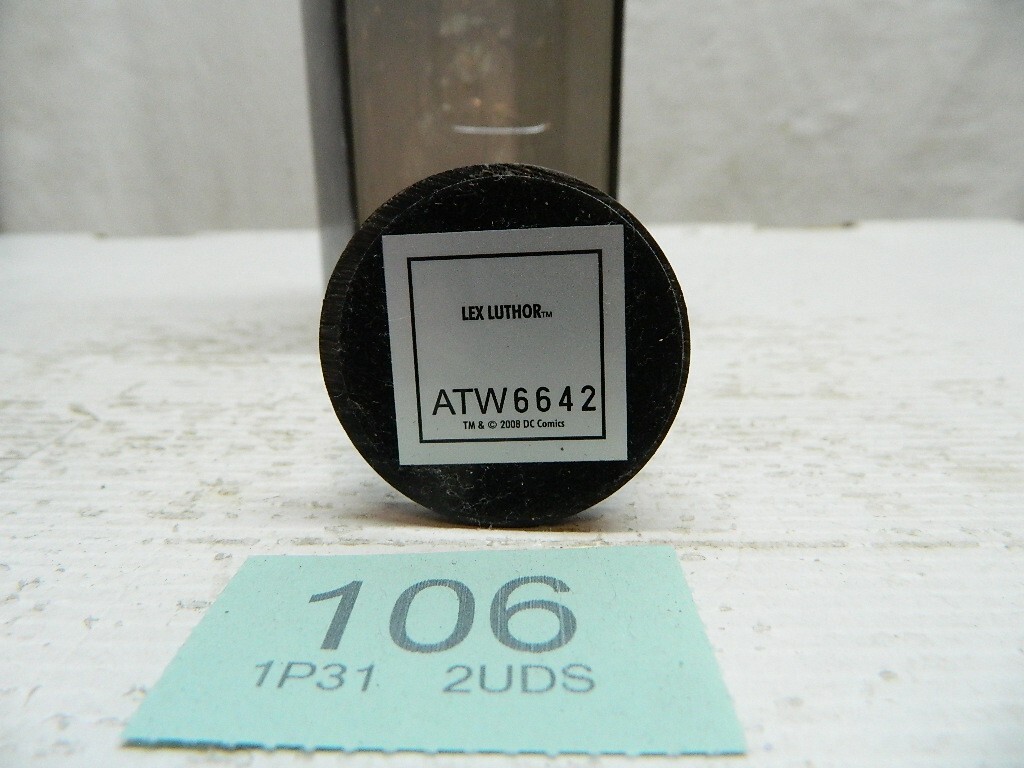 LEX LUTHOR™
ATW6642
TM & © 2008 DC Comics
106
1P31 2UDS